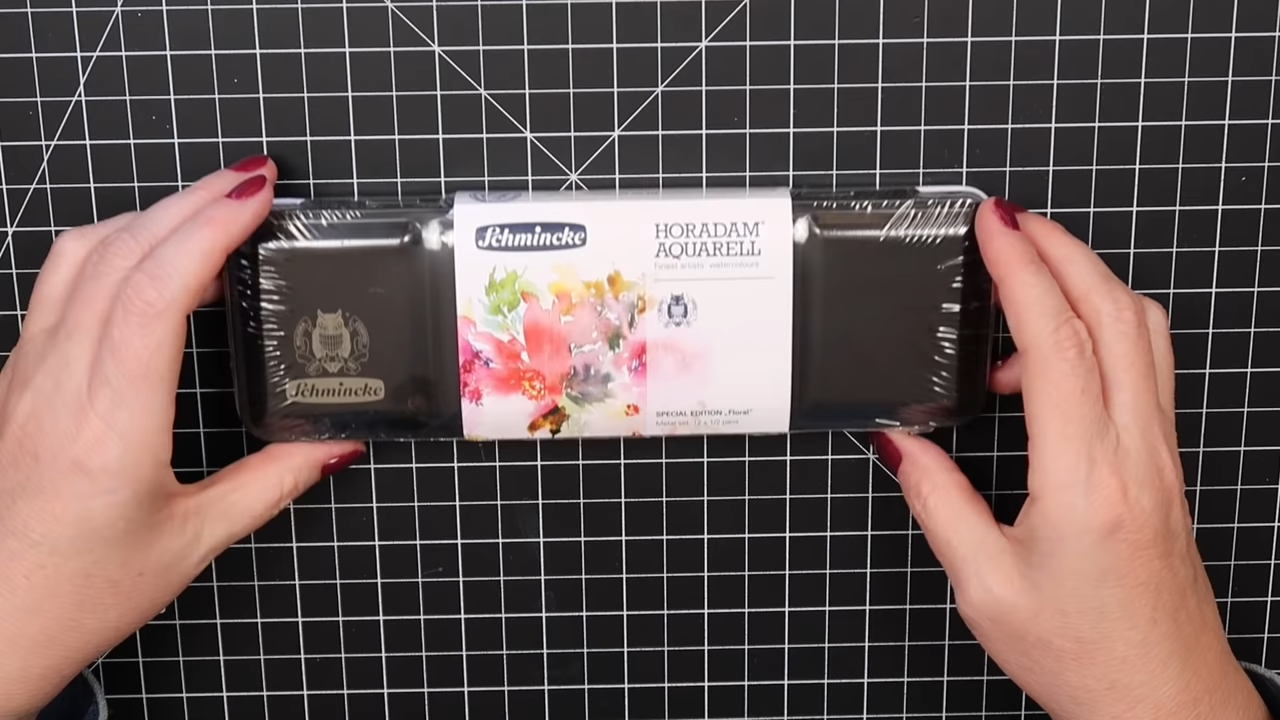 Schmincke
HORADAM®
AQUARELL
finest artists' watercolours
Schmincke
SPECIAL EDITION „Floral"
Metal set: 12 x 1/2 pans